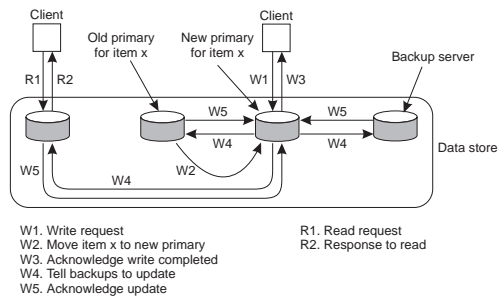 Client
Old primary
for item x
New primary
for item x
Client
Backup server
R1
R2
W1
W3
W5
W5
W4
W4
Data store
W5
W4
W2
W1. Write request
W2. Move item x to new primary
W3. Acknowledge write completed
W4. Tell backups to update
W5. Acknowledge update
R1. Read request
R2. Response to read